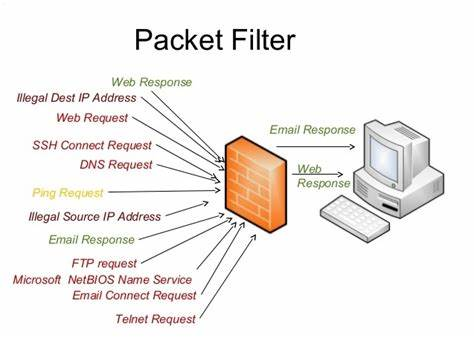 Packet Filter
Web Response
Illegal Dest IP Address
Web Request
SSH Connect Request
DNS Request
Ping Request
Illegal Source IP Address
Email Response
FTP request
Microsoft NetBIOS Name Service
Email Connect Request
Telnet Request
Email Response
Web
Response